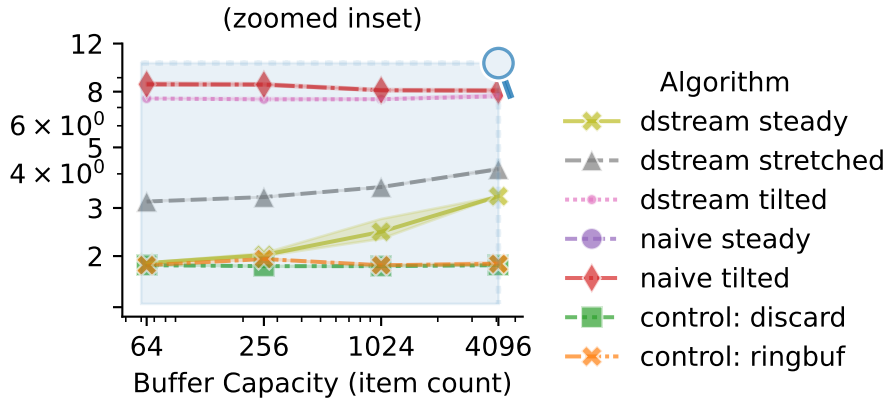 (zoomed inset)
12
8
6 × 10⁰
5
4 × 10⁰
3
2
64 256 1024 4096
Buffer Capacity (item count)
Algorithm
dstream steady
dstream stretched
dstream tilted
naive steady
naive tilted
control: discard
control: ringbuf